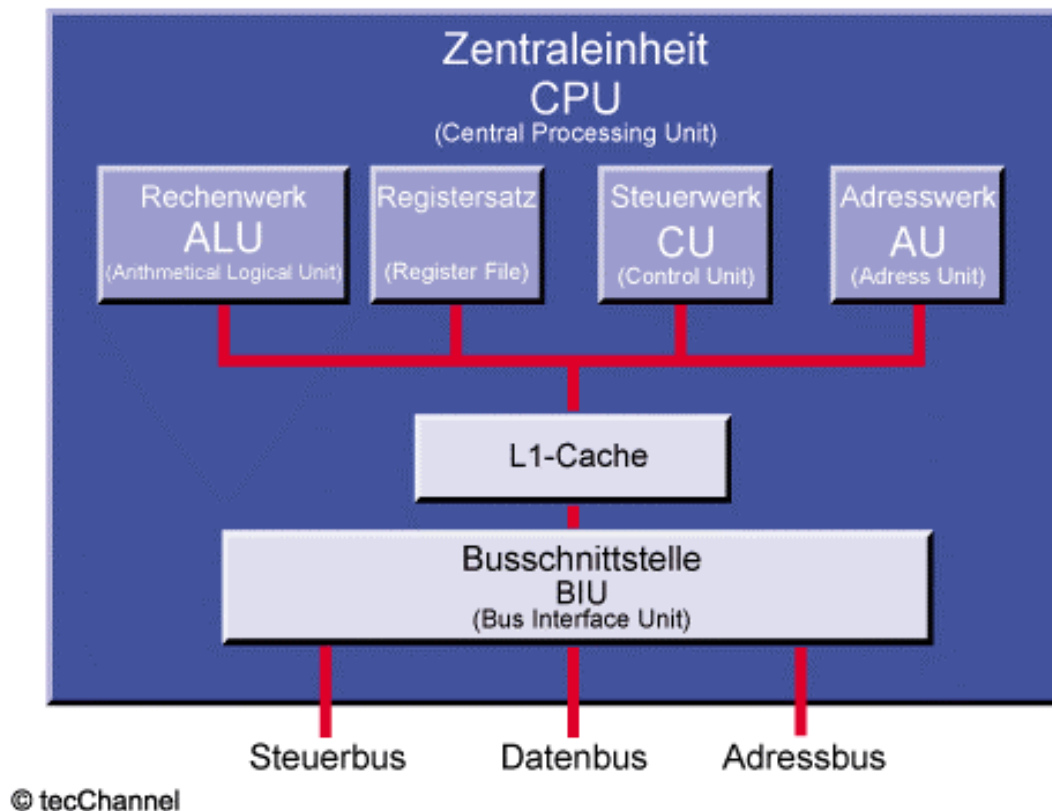 Zentraleinheit
CPU
(Central Processing Unit)
Rechenwerk
ALU
(Arithmetical Logical Unit)
Registersatz
(Register File)
Steuerwerk
CU
(Control Unit)
Adresswerk
AU
(Adress Unit)
L1-Cache
Busschnittstelle
BIU
(Bus Interface Unit)
Steuerbus
Datenbus
Adressbus
© tecChannel